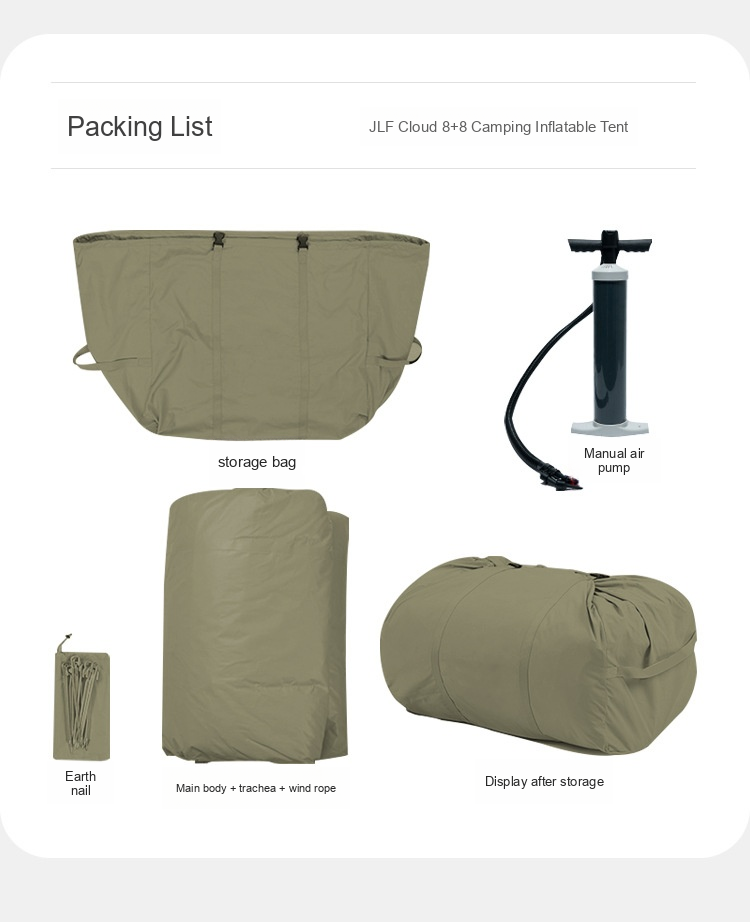 Packing List
JLF Cloud 8+8 Camping Inflatable Tent
storage bag
Manual air
pump
Earth
nail
Main body + trachea + wind rope
Display after storage